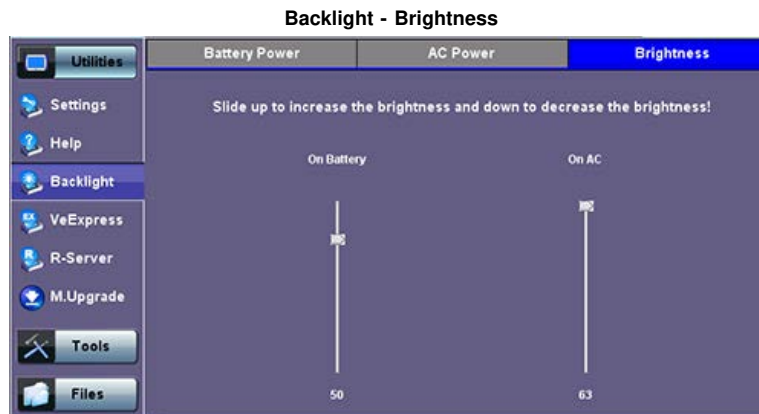 Backlight - Brightness
Utilities
Battery Power
AC Power
Brightness
Settings
Help
Backlight
VeExpress
R-Server
M.Upgrade
Tools
Files
Slide up to increase the brightness and down to decrease the brightness!
On Battery
On AC
50
63